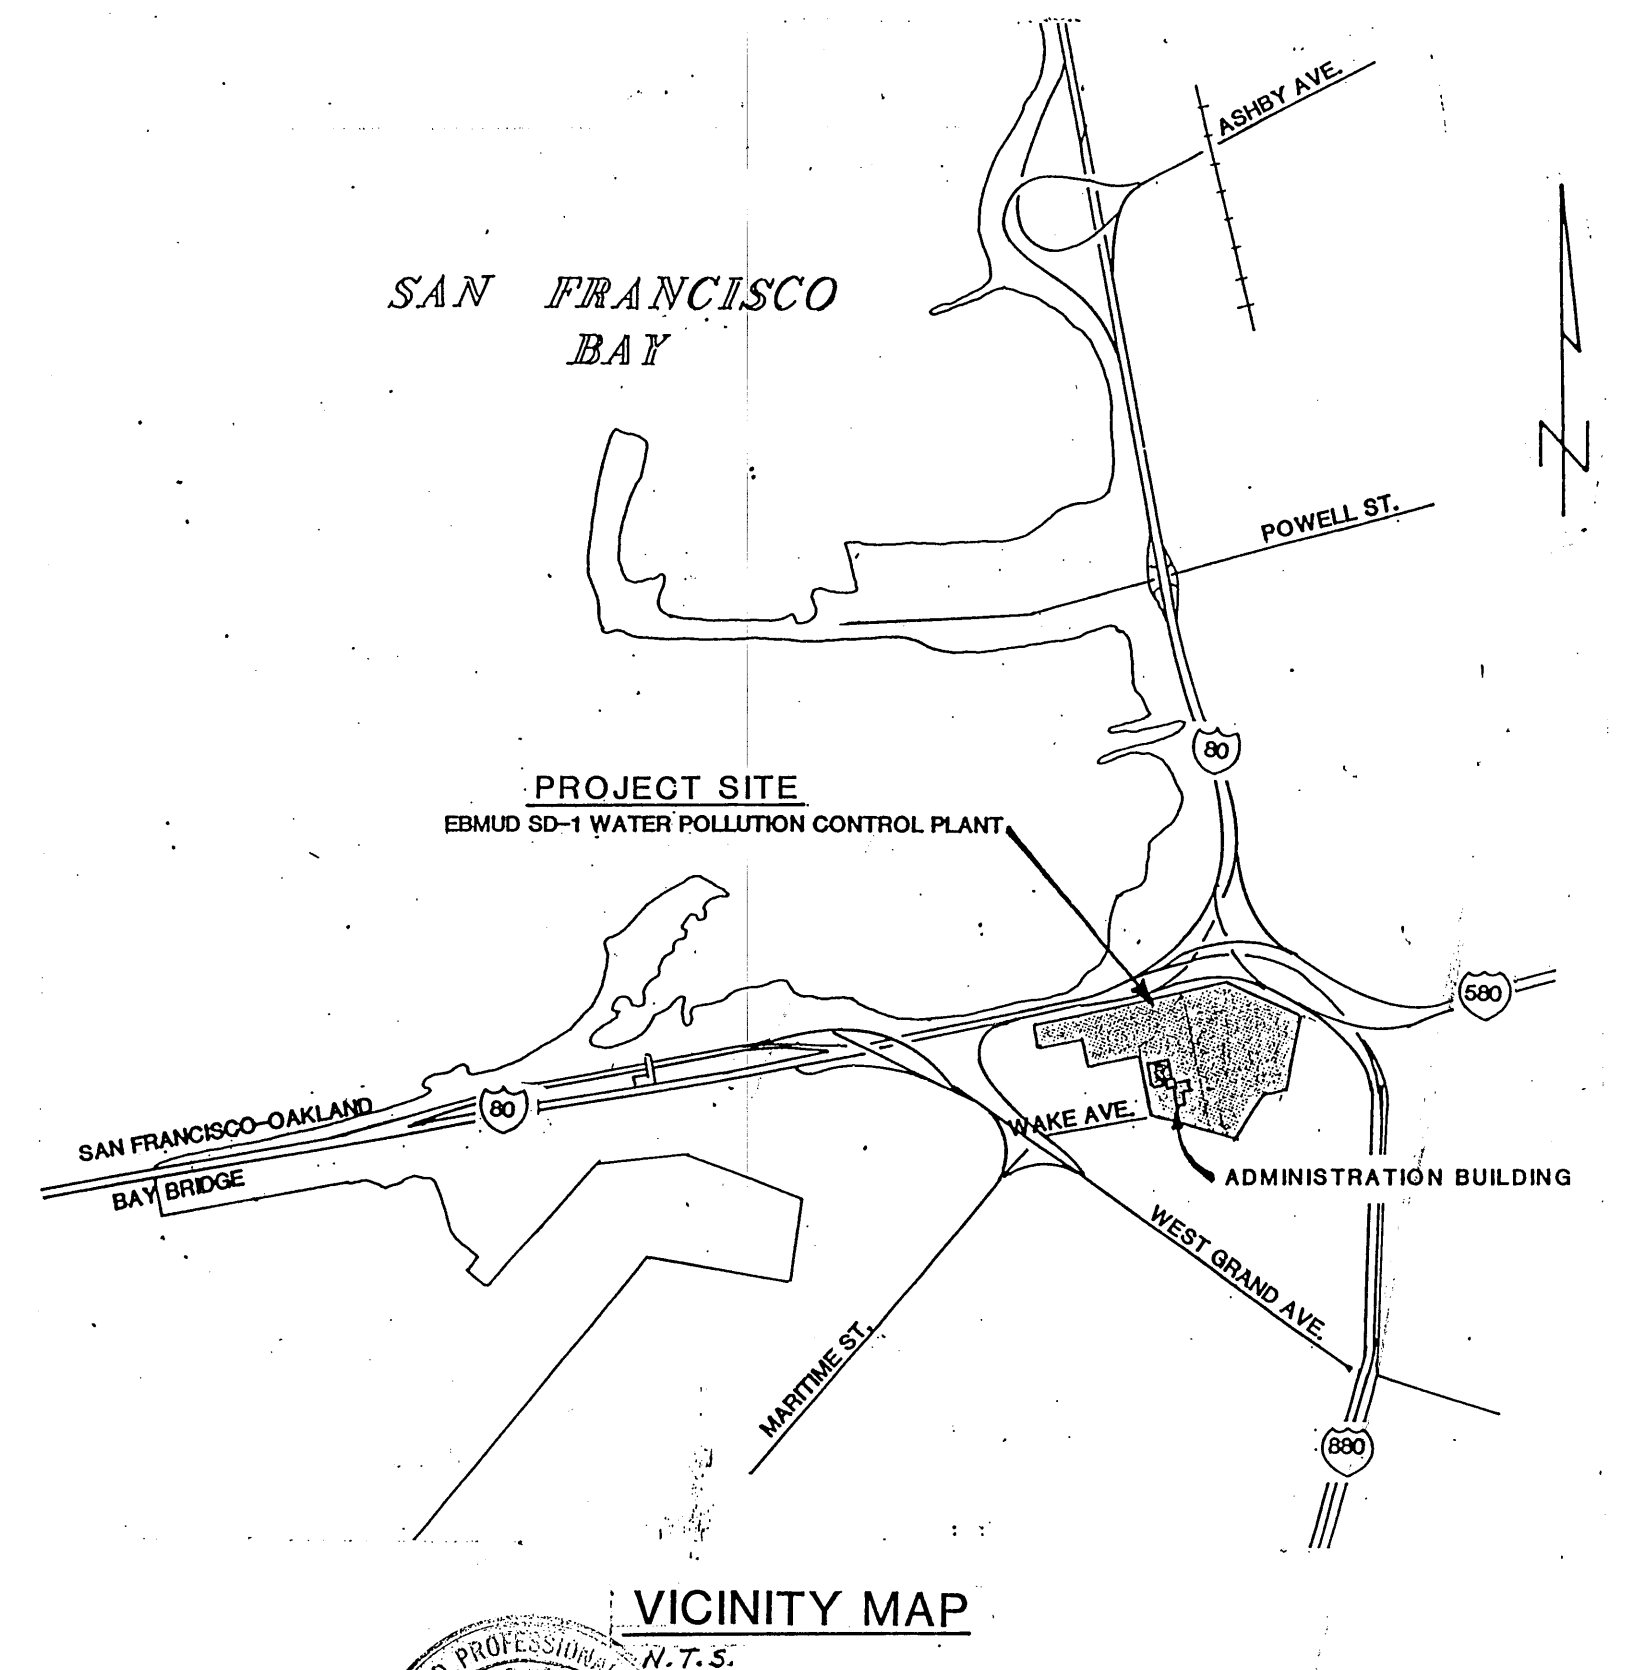 ASHBY AVE.
SAN FRANCISCO
BAY
N
POWELL ST.
80
PROJECT SITE
EBMUD SD-1 WATER POLLUTION CONTROL PLANT
580
80
SAN FRANCISCO-OAKLAND
BAY BRIDGE
WAKE AVE.
ADMINISTRATION BUILDING
WEST GRAND AVE.
MARITIME ST.
880
VICINITY MAP
N.T.S.
PROFESSIONAL